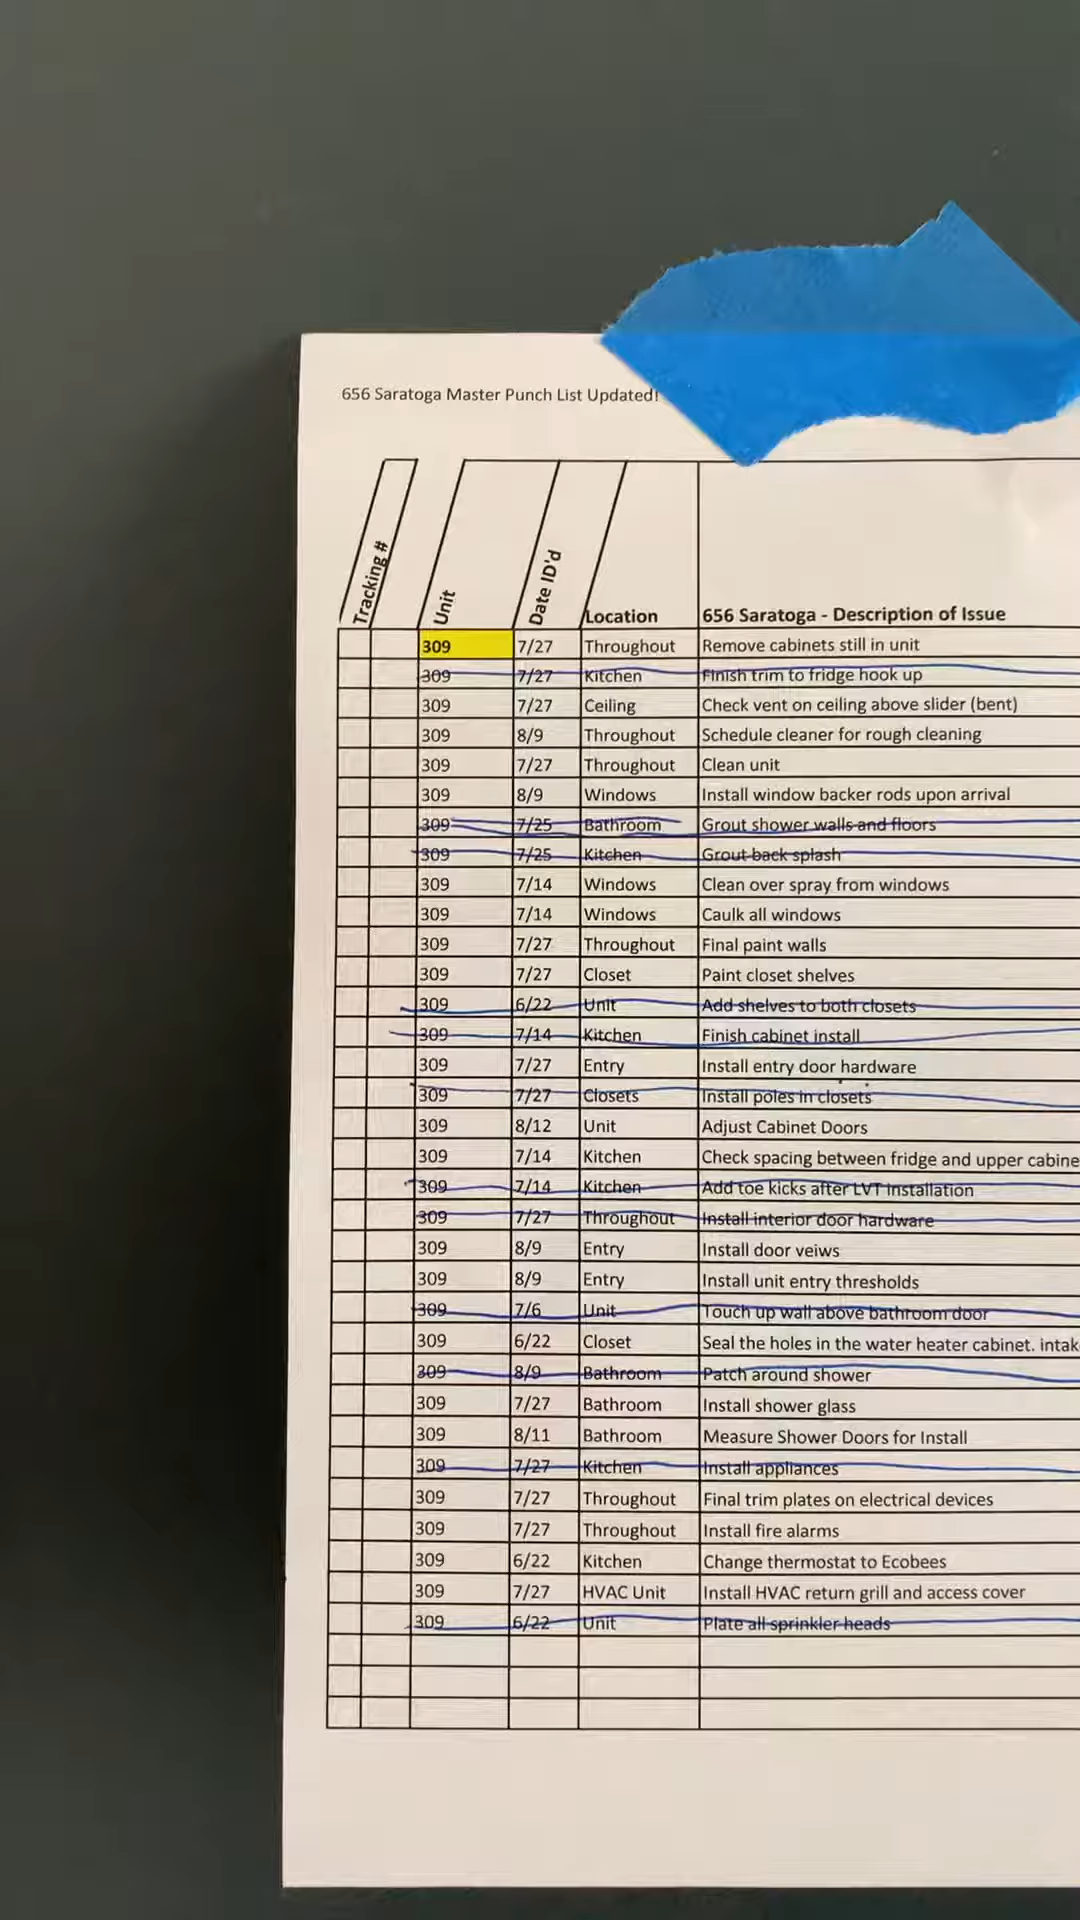 656 Saratoga Master Punch List Updated!
Tracking # Unit Date ID'd Location 656 Saratoga - Description of Issue
309 7/27 Throughout Remove cabinets still in unit
309 7/27 Kitchen Finish trim to fridge hook up
309 7/27 Ceiling Check vent on ceiling above slider (bent)
309 8/9 Throughout Schedule cleaner for rough cleaning
309 7/27 Throughout Clean unit
309 8/9 Windows Install window backer rods upon arrival
309 7/25 Bathroom Grout shower walls and floors
309 7/25 Kitchen Grout back splash
309 7/14 Windows Clean over spray from windows
309 7/14 Windows Caulk all windows
309 7/27 Throughout Final paint walls
309 7/27 Closet Paint closet shelves
309 6/22 Unit Add shelves to both closets
309 7/14 Kitchen Finish cabinet install
309 7/27 Entry Install entry door hardware
309 7/27 Closets Install poles in closets
309 8/12 Unit Adjust Cabinet Doors
309 7/14 Kitchen Check spacing between fridge and upper cabine
309 7/14 Kitchen Add toe kicks after LVT installation
309 7/27 Throughout Install interior door hardware
309 8/9 Entry Install door veiws
309 8/9 Entry Install unit entry thresholds
309 7/6 Unit Touch up wall above bathroom door
309 6/22 Closet Seal the holes in the water heater cabinet. intak
309 8/9 Bathroom Patch around shower
309 7/27 Bathroom Install shower glass
309 8/11 Bathroom Measure Shower Doors for Install
309 7/27 Kitchen Install appliances
309 7/27 Throughout Final trim plates on electrical devices
309 7/27 Throughout Install fire alarms
309 6/22 Kitchen Change thermostat to Ecobees
309 7/27 HVAC Unit Install HVAC return grill and access cover
309 6/22 Unit Plate all sprinkler heads